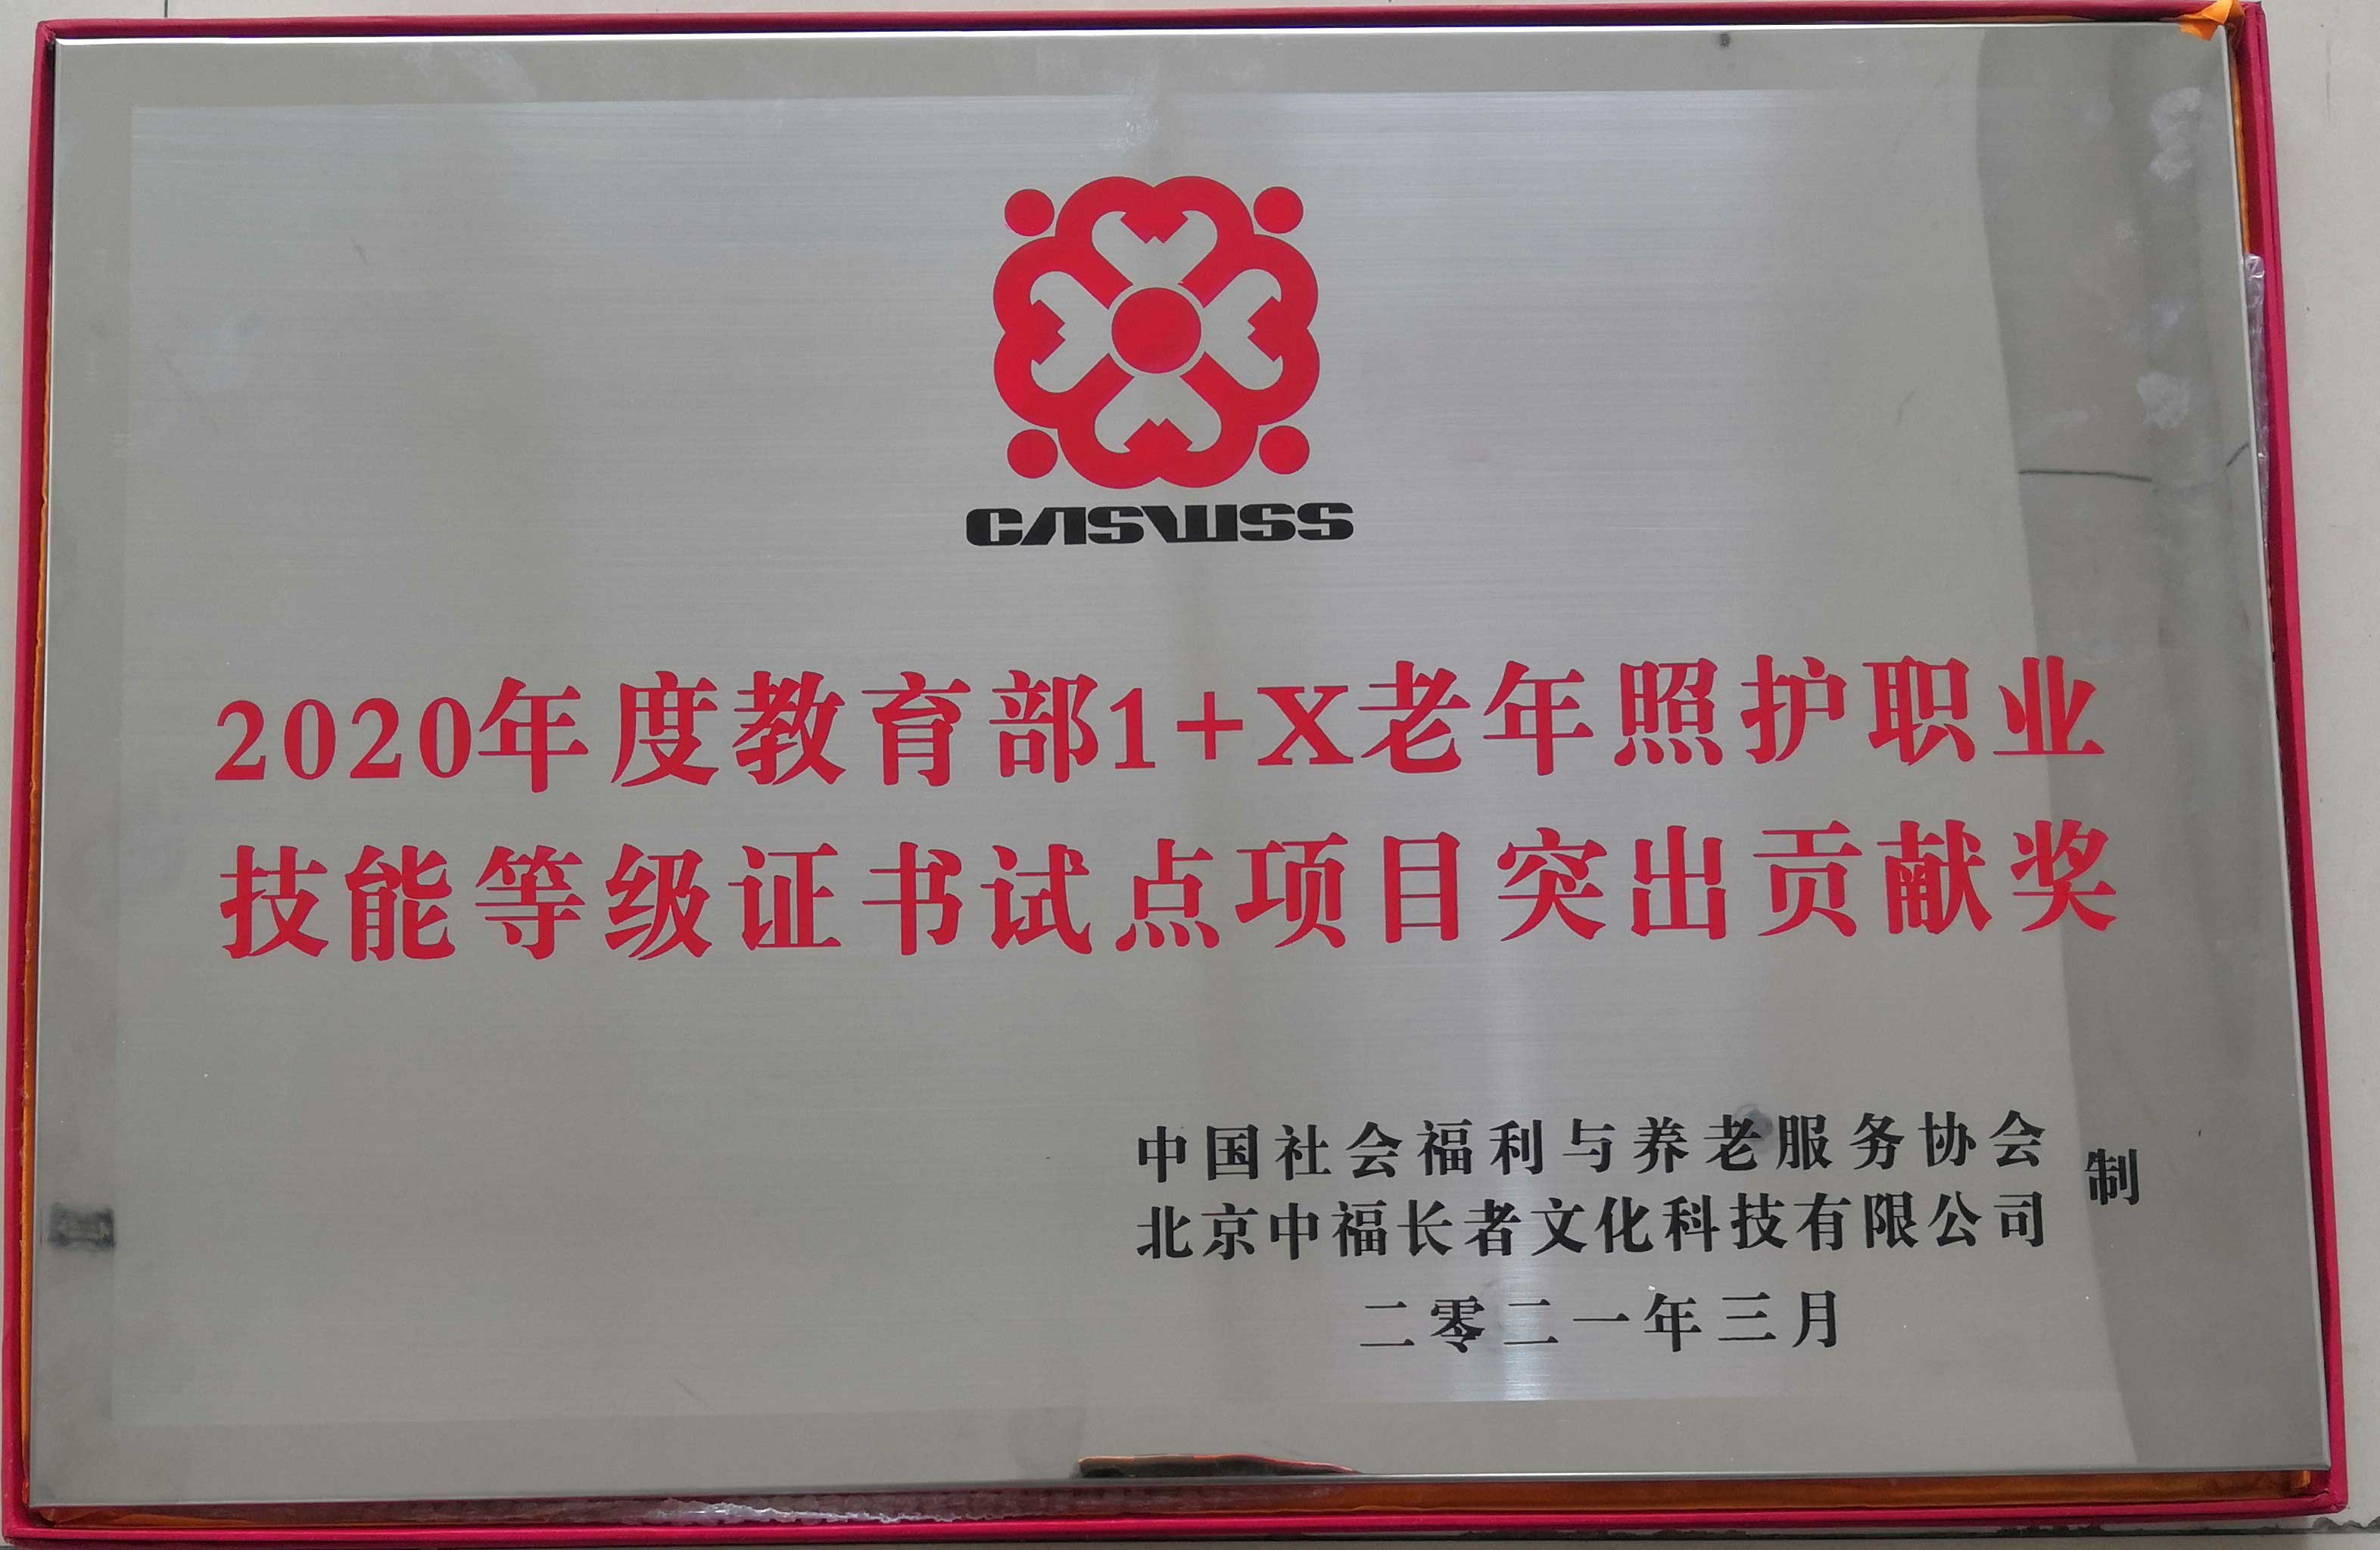 CASWSS
2020年度教育部1+X老年照护职业
技能等级证书试点项目突出贡献奖
中国社会福利与养老服务协会
北京中福长者文化科技有限公司
制
二零二一年三月